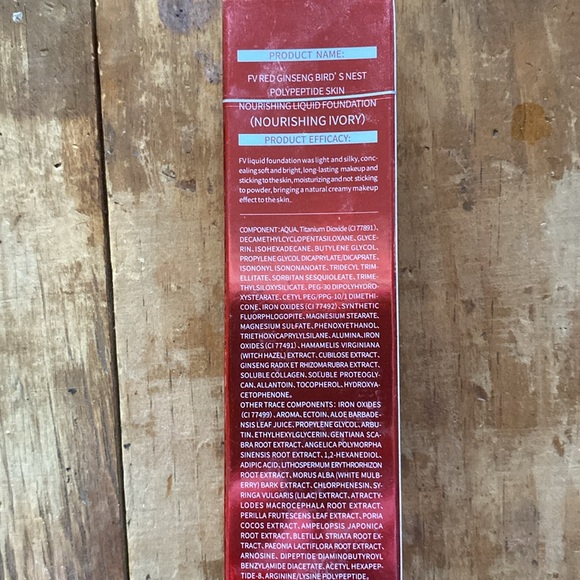 PRODUCT NAME:
FV RED GINSENG BIRD'S NEST
POLYPEPTIDE SKIN
NOURISHING LIQUID FOUNDATION
(NOURISHING IVORY)
PRODUCT EFFICACY:
FV liquid foundation was light and silky, conc-
ealing soft and bright, long-lasting makeup and
sticking to the skin, moisturizing and not sticking
to powder, bringing a natural creamy makeup
effect to the skin.
COMPONENT: AQUA、Titanium Dioxide (CI 77891)、
DECAMETHYLCYCLOPENTASILOXANE、GLYCE-
RIN、ISOHEXADECANE、BUTYLENE GLYCOL、
PROPYLENE GLYCOL DICAPRYLATE/DICAPRATE、
ISONONYL ISONONANOATE、TRIDECYL TRIM-
ELLITATE、SORBITAN SESQUIOLEATE、TRIME-
THYLSILOXYSILICATE、PEG-30 DIPOLYHYDRO-
XYSTEARATE、CETYL PEG/PPG-10/1 DIMETHI-
CONE、IRON OXIDES (CI 77492)、SYNTHETIC
FLUORPHLOGOPITE、MAGNESIUM STEARATE、
MAGNESIUM SULFATE、PHENOXYETHANOL、
TRIETHOXYCAPRYLYLSILANE、ALUMINA、IRON
OXIDES (CI 77491)、HAMAMELIS VIRGINIANA
(WITCH HAZEL) EXTRACT、CUBILOSE EXTRACT、
GINSENG RADIX ET RHIZOMA RUBRA EXTRACT、
SOLUBLE COLLAGEN、SOLUBLE PROTEOGLY-
CAN、ALLANTOIN、TOCOPHEROL、HYDROXYA-
CETOPHENONE。
OTHER TRACE COMPONENTS: IRON OXIDES
(CI 77499)、AROMA、ECTOIN、ALOE BARBADE-
NSIS LEAF JUICE、PROPYLENE GLYCOL、ARBU-
TIN、ETHYLHEXYLGLYCERIN、GENTIANA SCA-
BRA ROOT EXTRACT、ANGELICA POLYMORPHA
SINENSIS ROOT EXTRACT、1,2-HEXANEDIOL、
ADIPIC ACID、LITHOSPERMUM ERYTHRORHIZON
ROOT EXTRACT、MORUS ALBA (WHITE MULB-
ERRY) BARK EXTRACT、CHLORPHENESIN、SY-
RINGA VULGARIS (LILAC) EXTRACT、ATRACTY-
LODES MACROCEPHALA ROOT EXTRACT、
PERILLA FRUTESCENS LEAF EXTRACT、PORIA
COCOS EXTRACT、AMPELOPSIS JAPONICA
ROOT EXTRACT、BLETILLA STRIATA ROOT EX-
TRACT、PAEONIA LACTIFLORA ROOT EXTRACT、
ARNOSINE、DIPEPTIDE DIAMINOBUTYROYL
BENZYLAMIDE DIACETATE、ACETYL HEXAPEP-
TIDE-8、ARGININE/LYSINE POLYPEPTIDE、